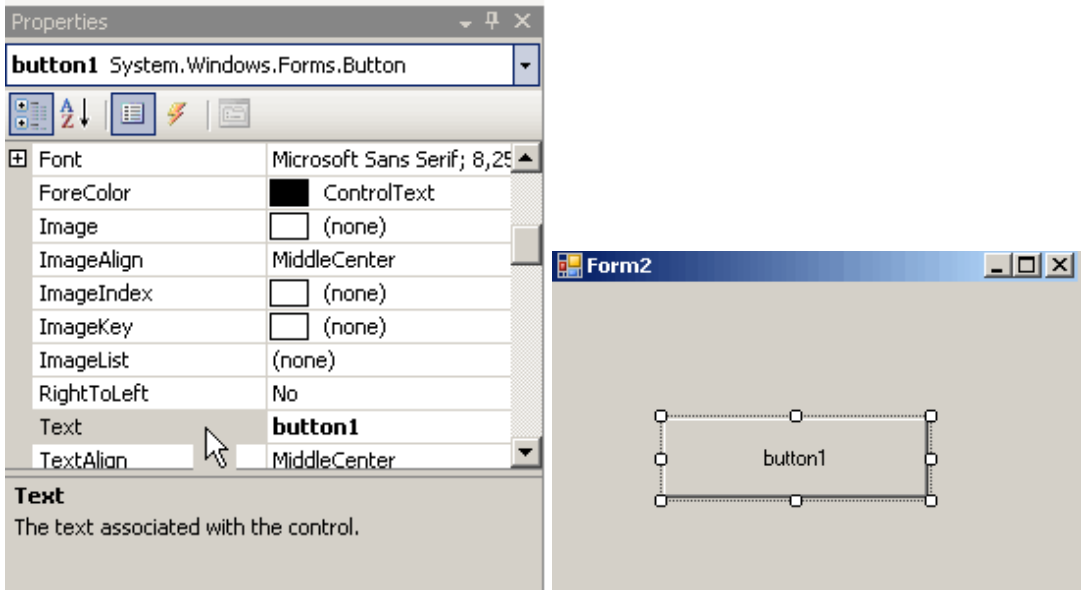 Properties
button1 System.Windows.Forms.Button
Font Microsoft Sans Serif; 8,25
ForeColor ControlText
Image (none)
ImageAlign MiddleCenter
ImageIndex (none)
ImageKey (none)
ImageList (none)
RightToLeft No
Text button1
TextAlign MiddleCenter
Text
The text associated with the control.
Form2
button1